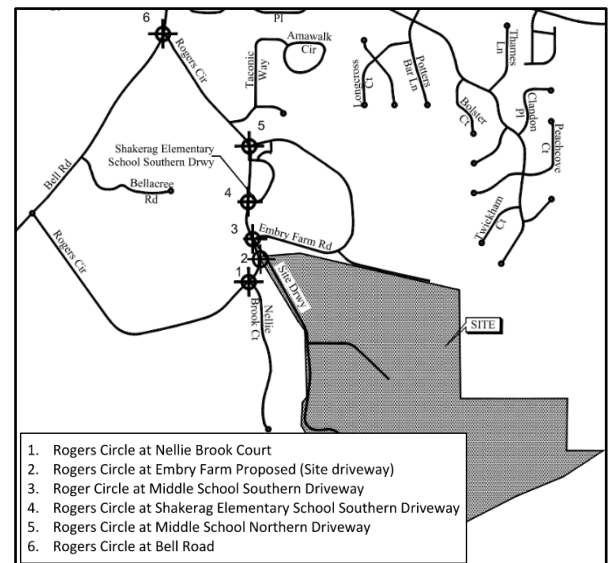 6
Pl
Rogers Cir
Taconic
Way
Amawalk
Cir
Longcross
Ct
Potters
Bar Ln
Thames
Ln
Bolster
Ct
Clandon
Pl
Peachcove
Ct
Twickham
Ct
5
Shakerag Elementary
School Southern Drwy
4
Bell Rd
Bellacree
Rd
3
Embry Farm Rd
2
Site Drwy
1
Rogers Cir
Nellie
Brook Ct
SITE
1. Rogers Circle at Nellie Brook Court
2. Rogers Circle at Embry Farm Proposed (Site driveway)
3. Roger Circle at Middle School Southern Driveway
4. Rogers Circle at Shakerag Elementary School Southern Driveway
5. Rogers Circle at Middle School Northern Driveway
6. Rogers Circle at Bell Road